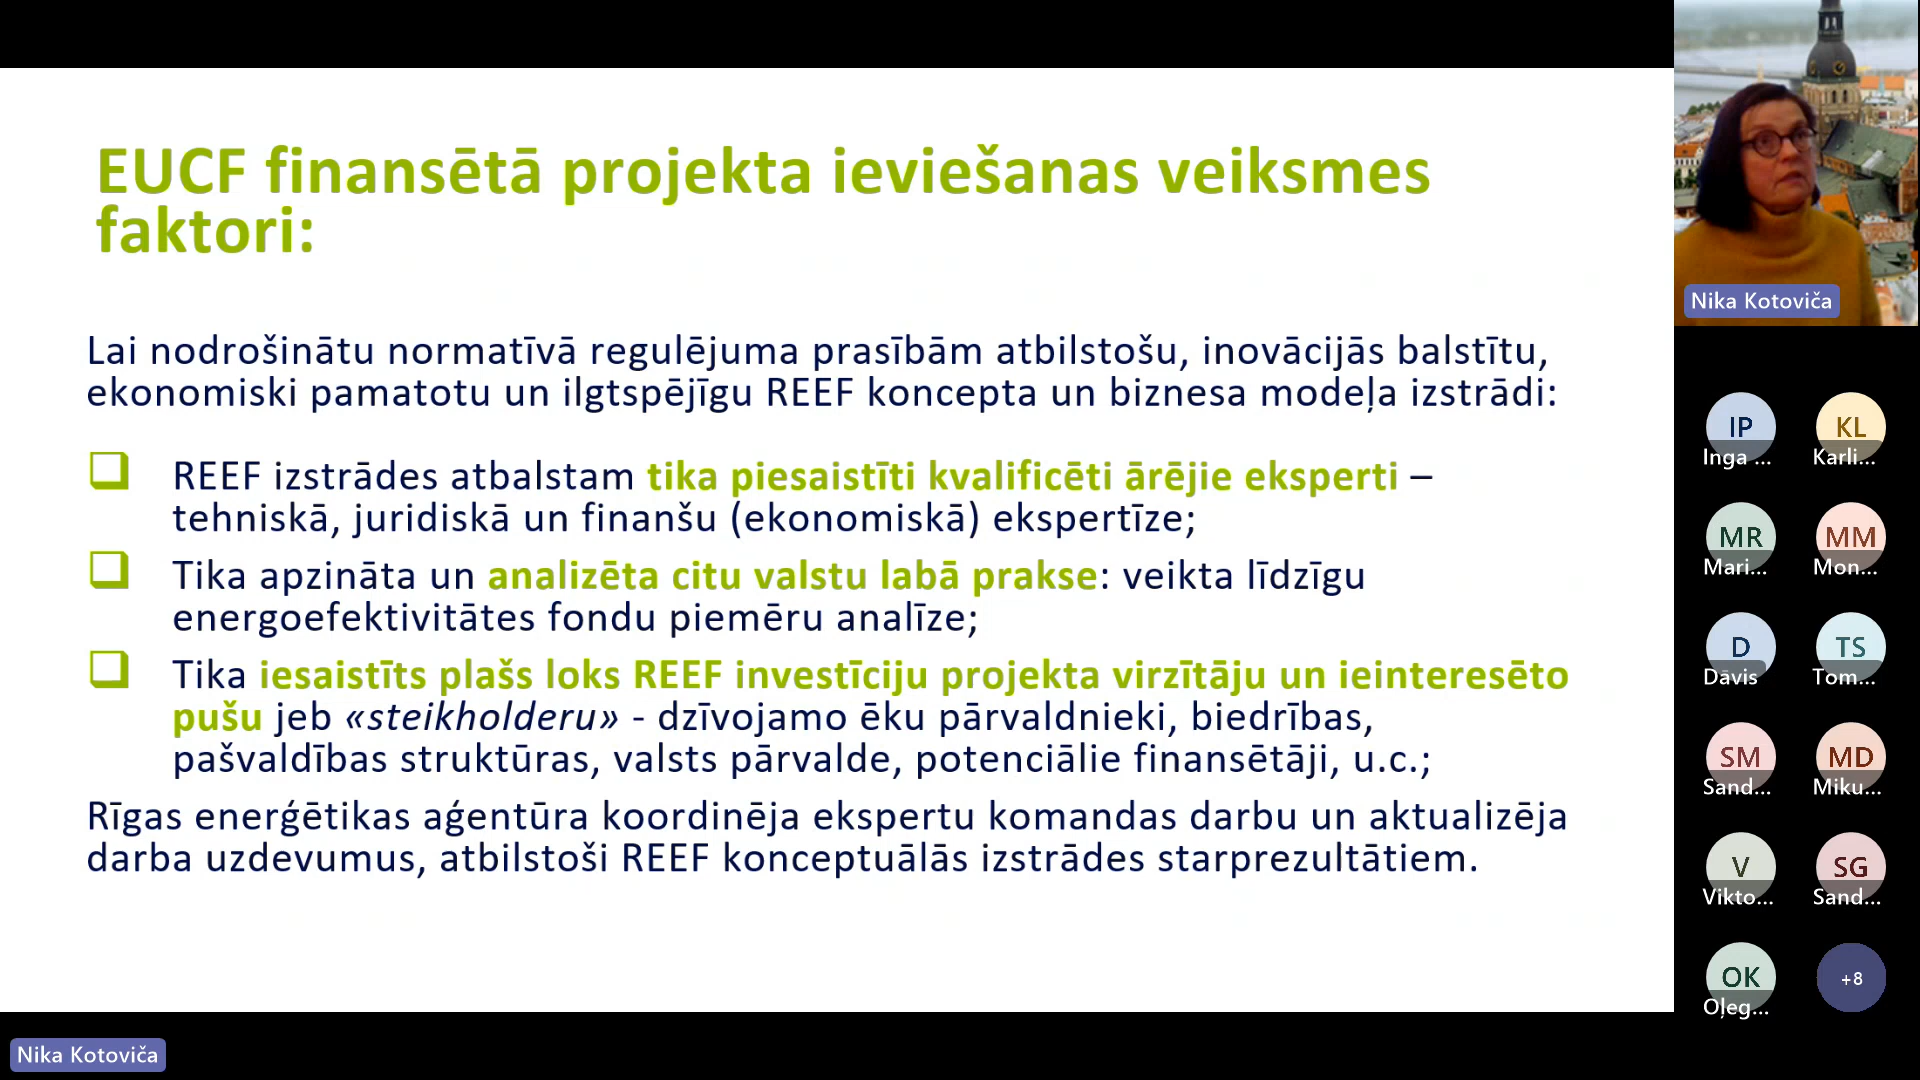 EUCF finansētā projekta ieviešanas veiksmes
faktori:
Lai nodrošinātu normatīvā regulējuma prasībām atbilstošu, inovācijās balstītu,
ekonomiski pamatotu un ilgtspējīgu REEF koncepta un biznesa modeļa izstrādi:
REEF izstrādes atbalstam tika piesaistīti kvalificēti ārējie eksperti –
tehniskā, juridiskā un finanšu (ekonomiskā) ekspertīze;
Tika apzināta un analizēta citu valstu labā prakse: veikta līdzīgu
energoefektivitātes fondu piemēru analīze;
Tika iesaistīts plašs loks REEF investīciju projekta virzītāju un ieinteresēto
pušu jeb «steikholderu» - dzīvojamo ēku pārvaldnieki, biedrības,
pašvaldības struktūras, valsts pārvalde, potenciālie finansētāji, u.c.;
Rīgas enerģētikas aģentūra koordinēja ekspertu komandas darbu un aktualizēja
darba uzdevumus, atbilstoši REEF konceptuālās izstrādes starprezultātiem.
Nika Kotoviča
Nika Kotoviča
IP KL
Inga ... Karli...
MR MM
Mari... Mon...
D TS
Dāvis Tom...
SM MD
Sand... Miku...
V SG
Vikto... Sand...
OK +8
Oļeg...